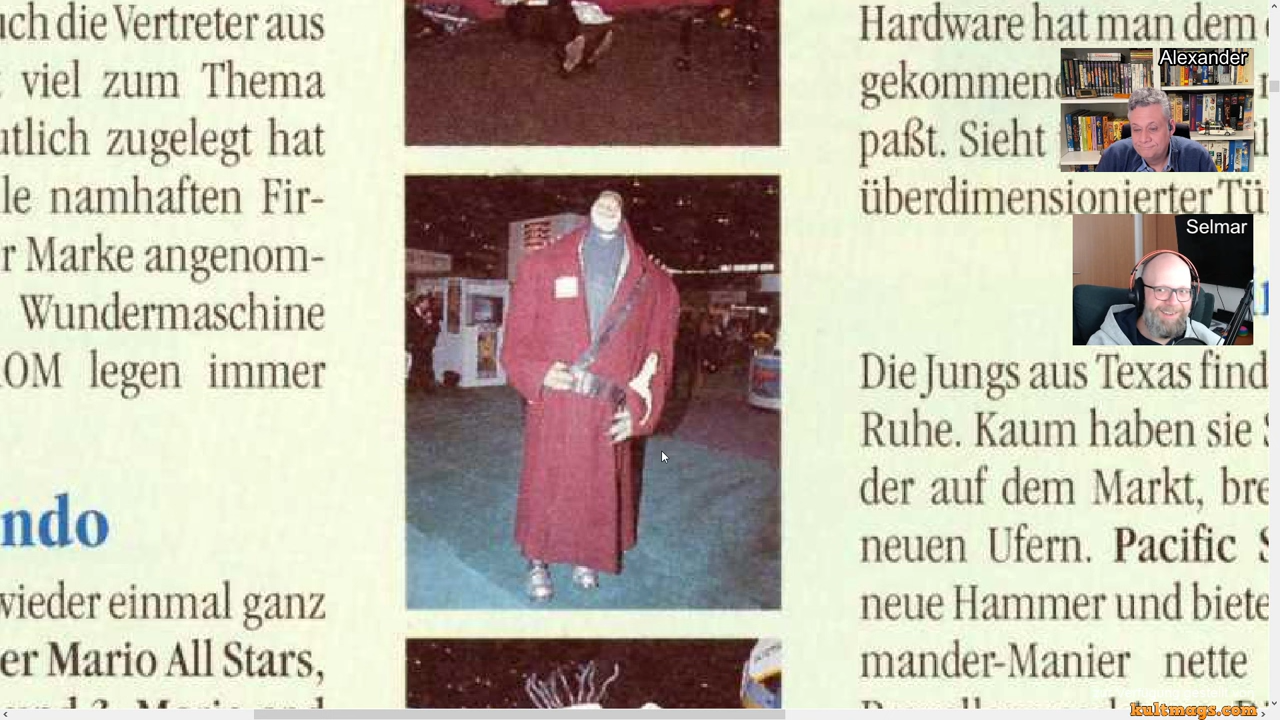 uch die Vertreter aus
viel zum Thema
utlich zugelegt hat
le namhaften Fir-
r Marke angenom-
Wundermaschine
OM legen immer
ndo
wieder einmal ganz
er Mario All Stars,
Hardware hat man dem
gekommene
paßt. Sieht
überdimensionierter Tü
Die Jungs aus Texas find
Ruhe. Kaum haben sie S
der auf dem Markt, bre
neuen Ufern. Pacific S
neue Hammer und biete
mander-Manier nette
Alexander
Selmar
kultmags.com